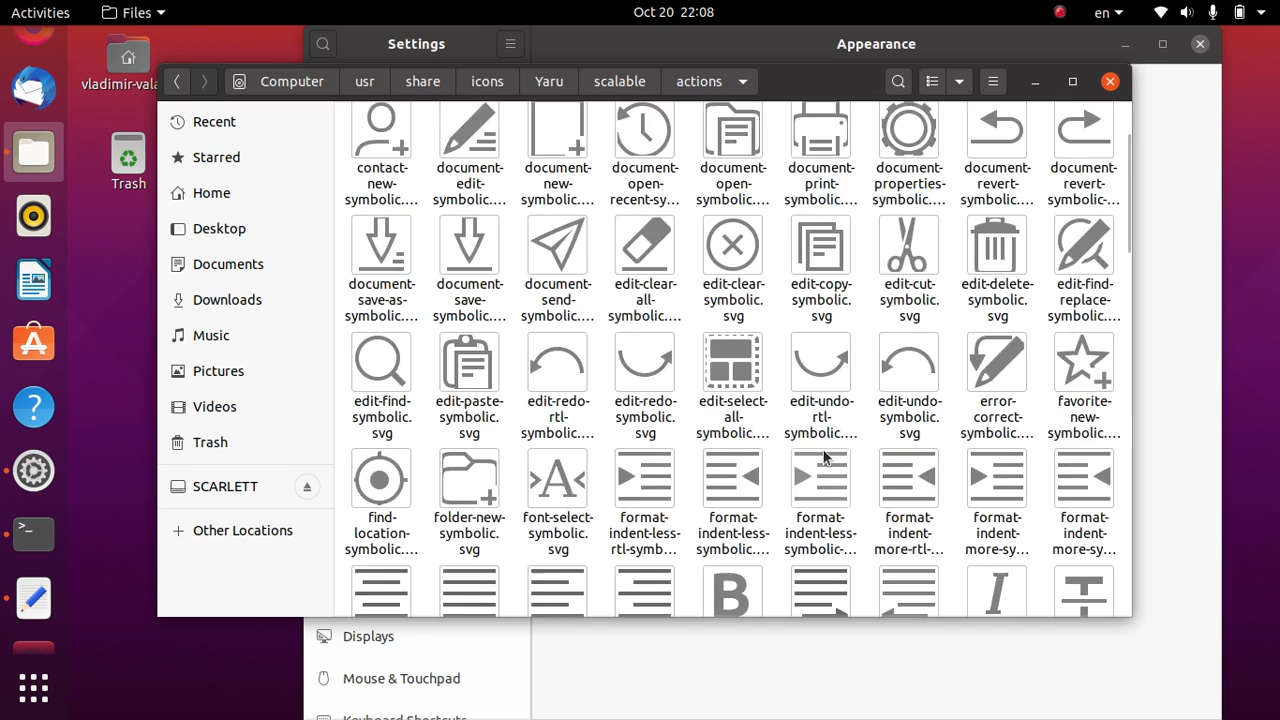 Activities Files Oct 20 22:08 en
Settings Appearance
vladimir-vala
Computer usr share icons Yaru scalable actions
Trash
Recent
Starred
Home
Desktop
Documents
Downloads
Music
Pictures
Videos
Trash
SCARLETT
Other Locations
contact-
new-
symbolic....
document-
edit-
symbolic....
document-
new-
symbolic....
document-
open-
recent-sy...
document-
open-
symbolic....
document-
print-
symbolic....
document-
properties-
symbolic....
document-
revert-
symbolic....
document-
revert-
symbolic-...
document-
save-as-
symbolic....
document-
save-
symbolic....
document-
send-
symbolic....
edit-clear-
all-
symbolic....
edit-clear-
symbolic.
svg
edit-copy-
symbolic.
svg
edit-cut-
symbolic.
svg
edit-delete-
symbolic.
svg
edit-find-
replace-
symbolic....
edit-find-
symbolic.
svg
edit-paste-
symbolic.
svg
edit-redo-
rtl-
symbolic....
edit-redo-
symbolic.
svg
edit-select-
all-
symbolic....
edit-undo-
rtl-
symbolic....
edit-undo-
symbolic.
svg
error-
correct-
symbolic....
favorite-
new-
symbolic....
find-
location-
symbolic....
folder-new-
symbolic.
svg
font-select-
symbolic.
svg
format-
indent-less-
rtl-symb...
format-
indent-less-
symbolic....
format-
indent-less-
symbolic-...
format-
indent-
more-rtl-...
format-
indent-
more-sy...
format-
indent-
more-sy...
Displays
Mouse & Touchpad
Keyboard Shortcuts